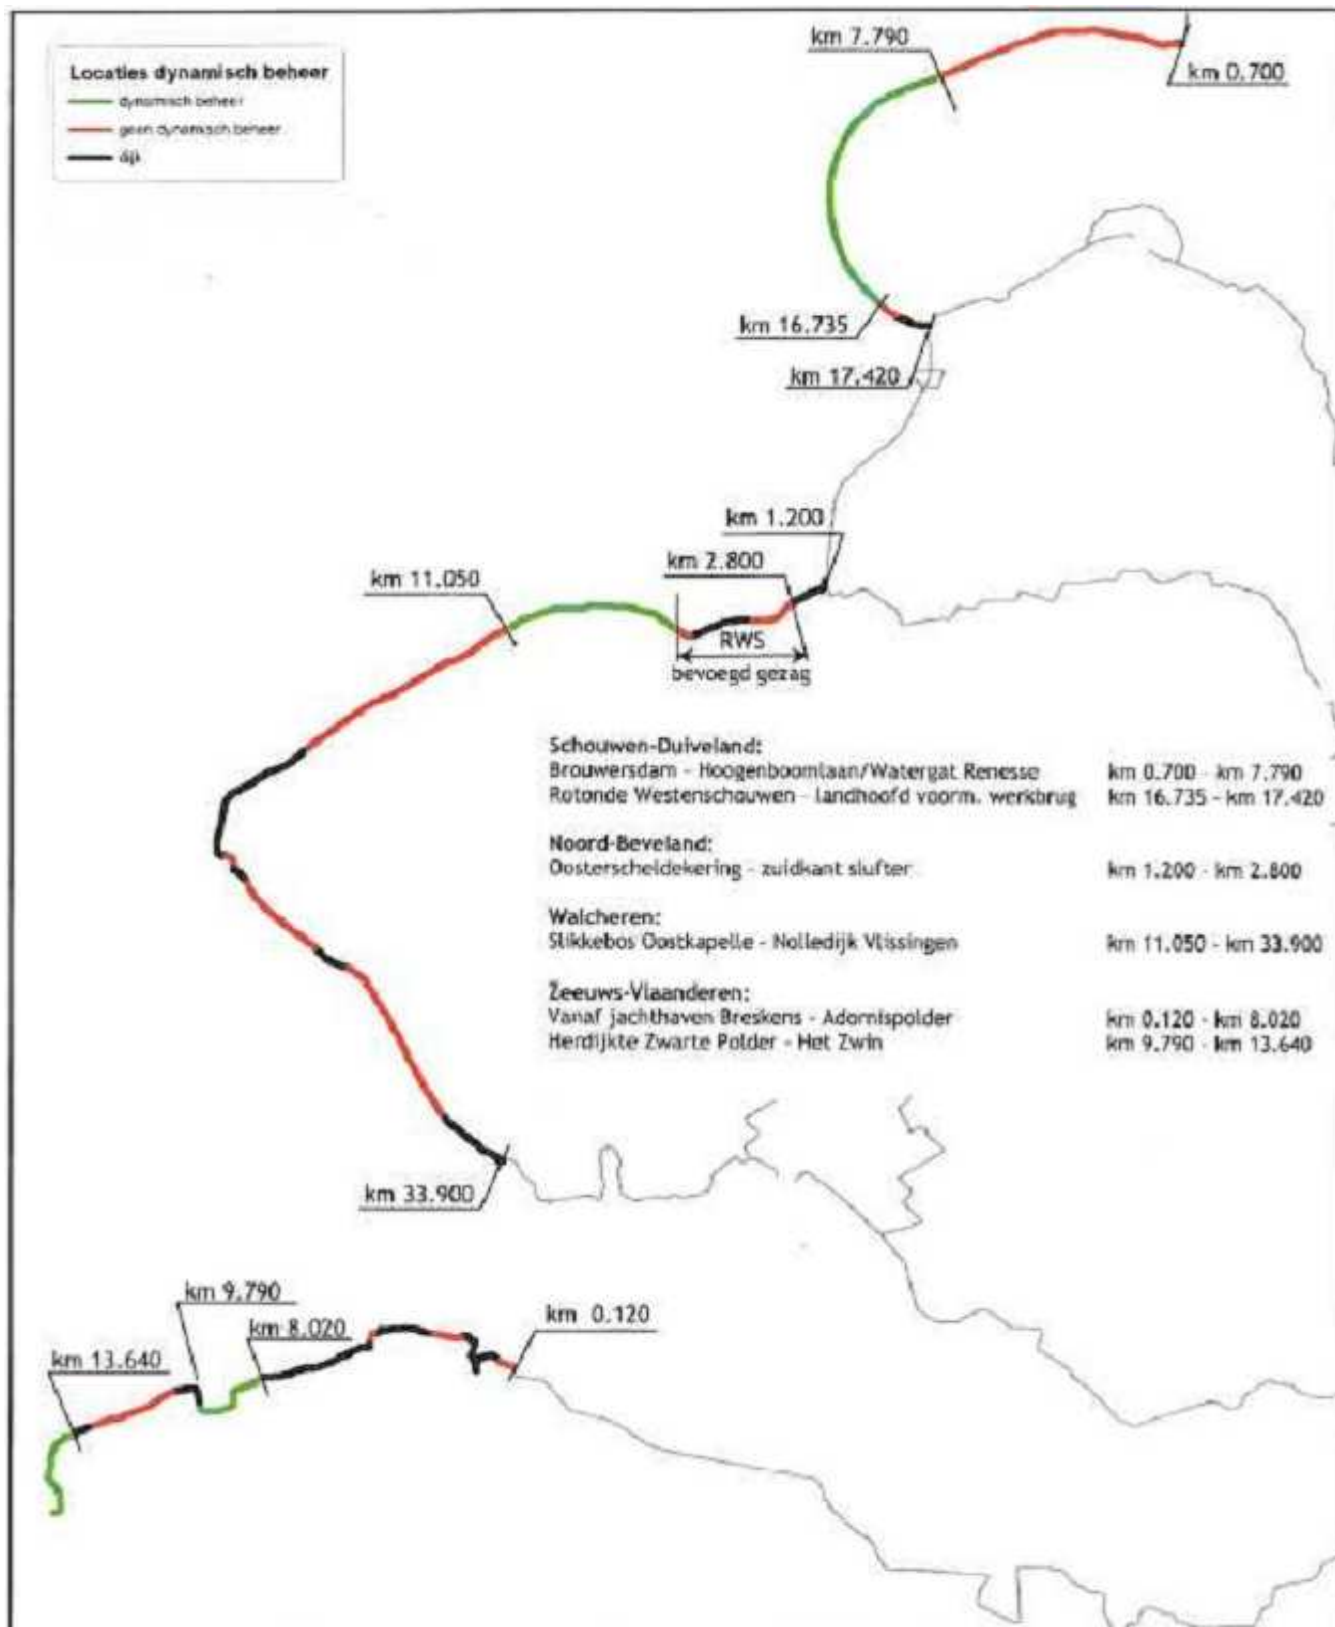 Locaties dynamisch beheer
dynamisch beheer
geen dynamisch beheer
dijk
km 7.790
km 0.700
km 16.735
km 17.420
km 1.200
km 2.800
km 11.050
RWS
bevoegd gezag
Schouwen-Duiveland:
Brouwersdam - Hoogenboomlaan/Watergat Renesse km 0.700 - km 7.790
Rotonde Westenschouwen - landhoofd voorm. werkbrug km 16.735 - km 17.420
Noord-Beveland:
Oosterscheldekering - zuidkant slufter km 1.200 - km 2.800
Walcheren:
Slikkebos Oostkapelle - Nolledijk Vlissingen km 11.050 - km 33.900
Zeeuws-Vlaanderen:
Vanaf jachthaven Breskens - Adornispolder km 0.120 - km 8.020
Herdijkte Zwarte Polder - Het Zwin km 9.790 - km 13.640
km 33.900
km 9.790
km 8.020
km 0.120
km 13.640